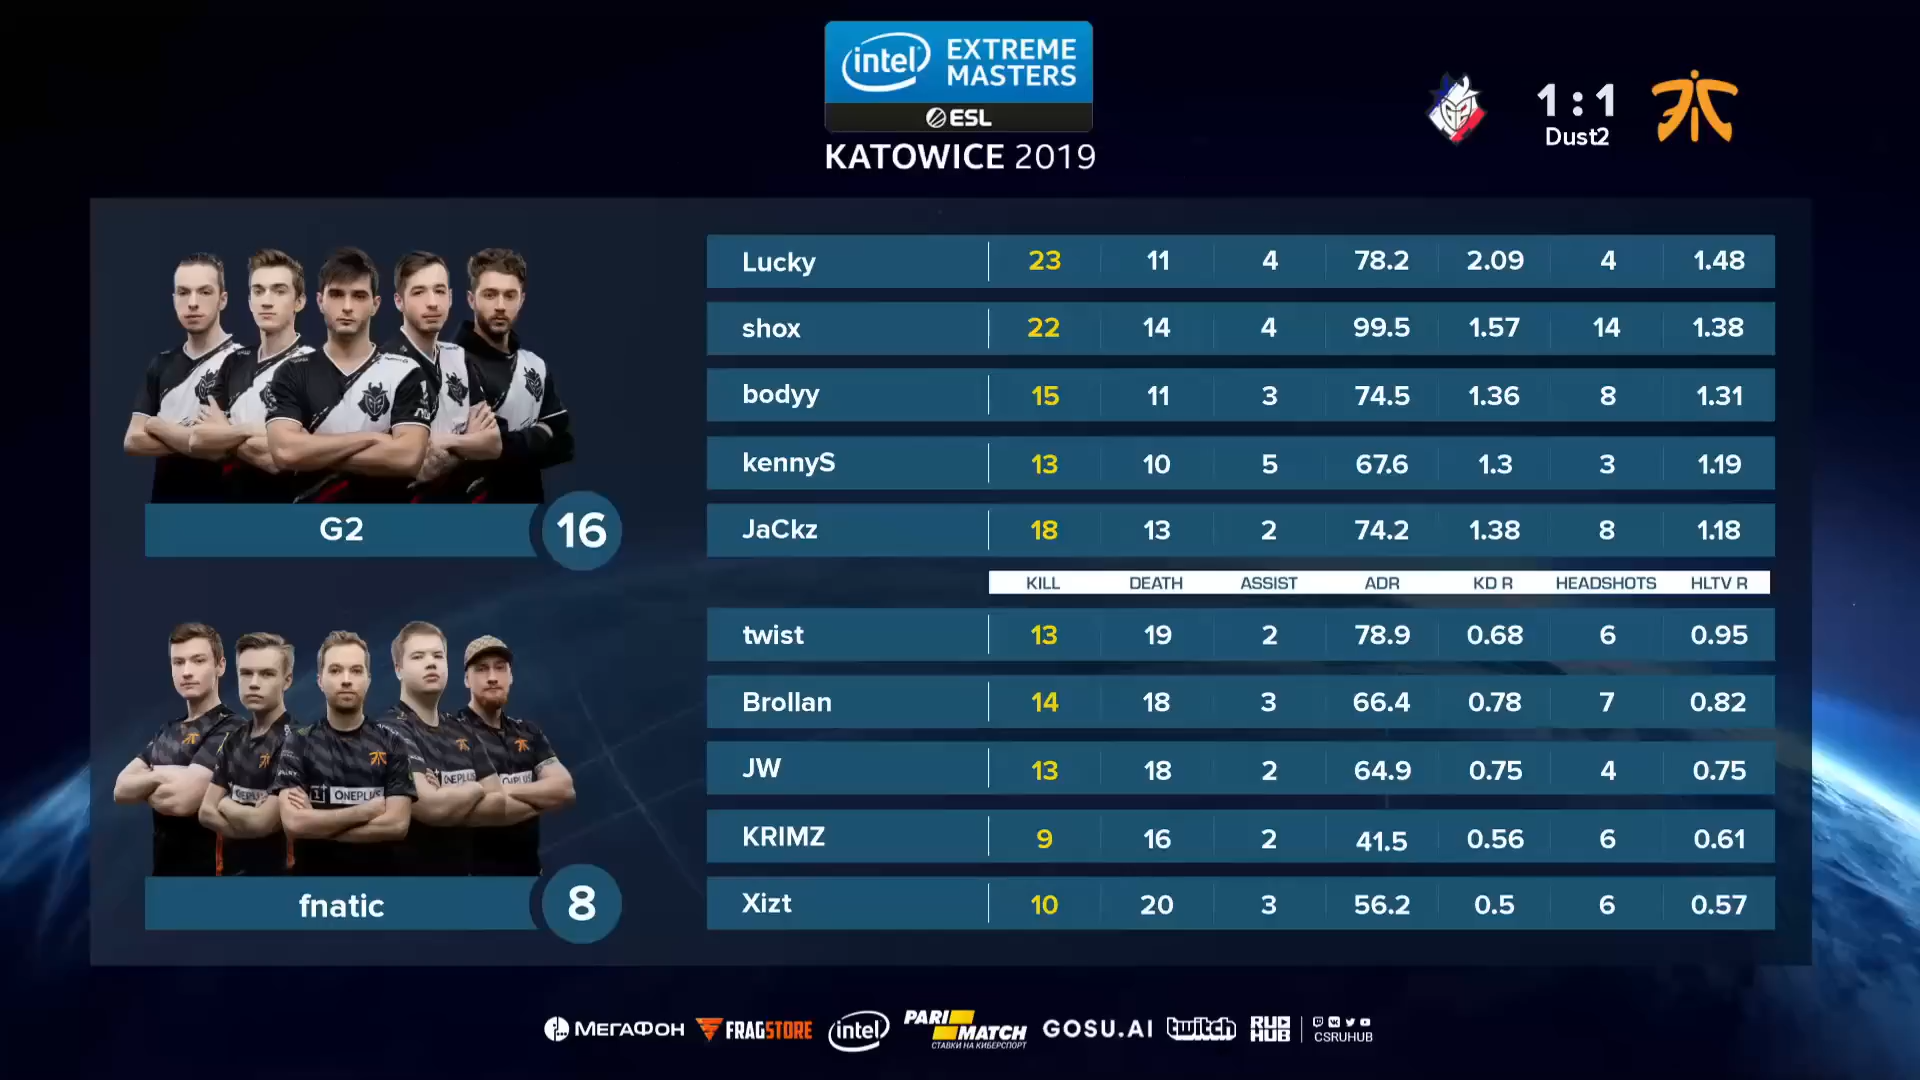 intel EXTREME MASTERS
ESL
KATOWICE 2019
1 : 1
Dust2
Lucky 23 11 4 78.2 2.09 4 1.48
shox 22 14 4 99.5 1.57 14 1.38
bodyy 15 11 3 74.5 1.36 8 1.31
kennyS 13 10 5 67.6 1.3 3 1.19
JaCkz 18 13 2 74.2 1.38 8 1.18
G2 16
KILL DEATH ASSIST ADR KD R HEADSHOTS HLTV R
twist 13 19 2 78.9 0.68 6 0.95
Brollan 14 18 3 66.4 0.78 7 0.82
JW 13 18 2 64.9 0.75 4 0.75
KRIMZ 9 16 2 41.5 0.56 6 0.61
Xizt 10 20 3 56.2 0.5 6 0.57
ONEPLUS
fnatic 8
МЕГАФОН FRAGSTORE intel PARIMATCH GOSU.AI twitch RUHUB
СТАВКИ НА КИБЕРСПОРТ
CSRUHUB